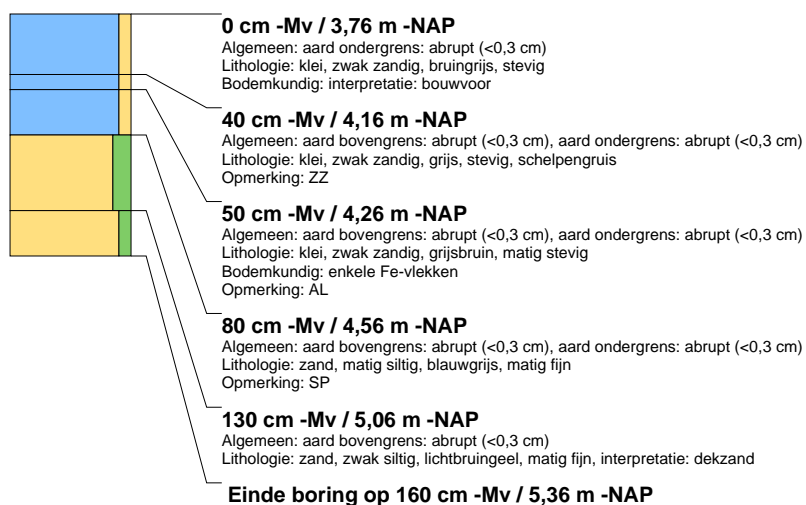 0 cm -Mv / 3,76 m -NAP
Algemeen: aard ondergrens: abrupt (<0,3 cm)
Lithologie: klei, zwak zandig, bruingrijs, stevig
Bodemkundig: interpretatie: bouwvoor
40 cm -Mv / 4,16 m -NAP
Algemeen: aard bovengrens: abrupt (<0,3 cm), aard ondergrens: abrupt (<0,3 cm)
Lithologie: klei, zwak zandig, grijs, stevig, schelpengruis
Opmerking: ZZ
50 cm -Mv / 4,26 m -NAP
Algemeen: aard bovengrens: abrupt (<0,3 cm), aard ondergrens: abrupt (<0,3 cm)
Lithologie: klei, zwak zandig, grijsbruin, matig stevig
Bodemkundig: enkele Fe-vlekken
Opmerking: AL
80 cm -Mv / 4,56 m -NAP
Algemeen: aard bovengrens: abrupt (<0,3 cm), aard ondergrens: abrupt (<0,3 cm)
Lithologie: zand, matig siltig, blauwgrijs, matig fijn
Opmerking: SP
130 cm -Mv / 5,06 m -NAP
Algemeen: aard bovengrens: abrupt (<0,3 cm)
Lithologie: zand, zwak siltig, lichtbruingeel, matig fijn, interpretatie: dekzand
Einde boring op 160 cm -Mv / 5,36 m -NAP